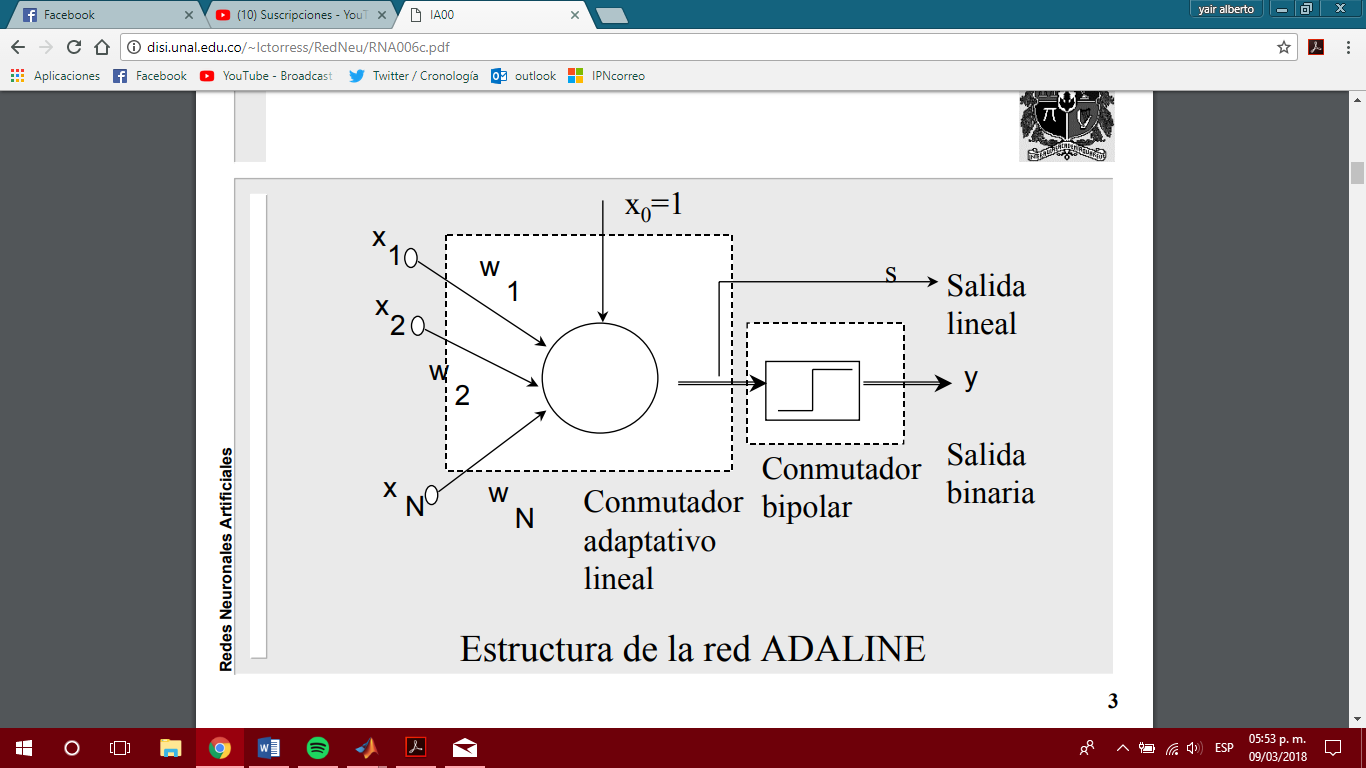 Facebook
(10) Suscripciones - YouT
IA00
yair alberto
disi.unal.edu.co/~lctorress/RedNeu/RNA006c.pdf
Aplicaciones Facebook YouTube - Broadcast Twitter / Cronología outlook IPNcorreo
x0=1
x1
w1
x2
w2
xN
wN
s
Salida
lineal
y
Salida
binaria
Conmutador
bipolar
Conmutador
adaptativo
lineal
Redes Neuronales Artificiales
Estructura de la red ADALINE
3
ESP
05:53 p. m.
09/03/2018